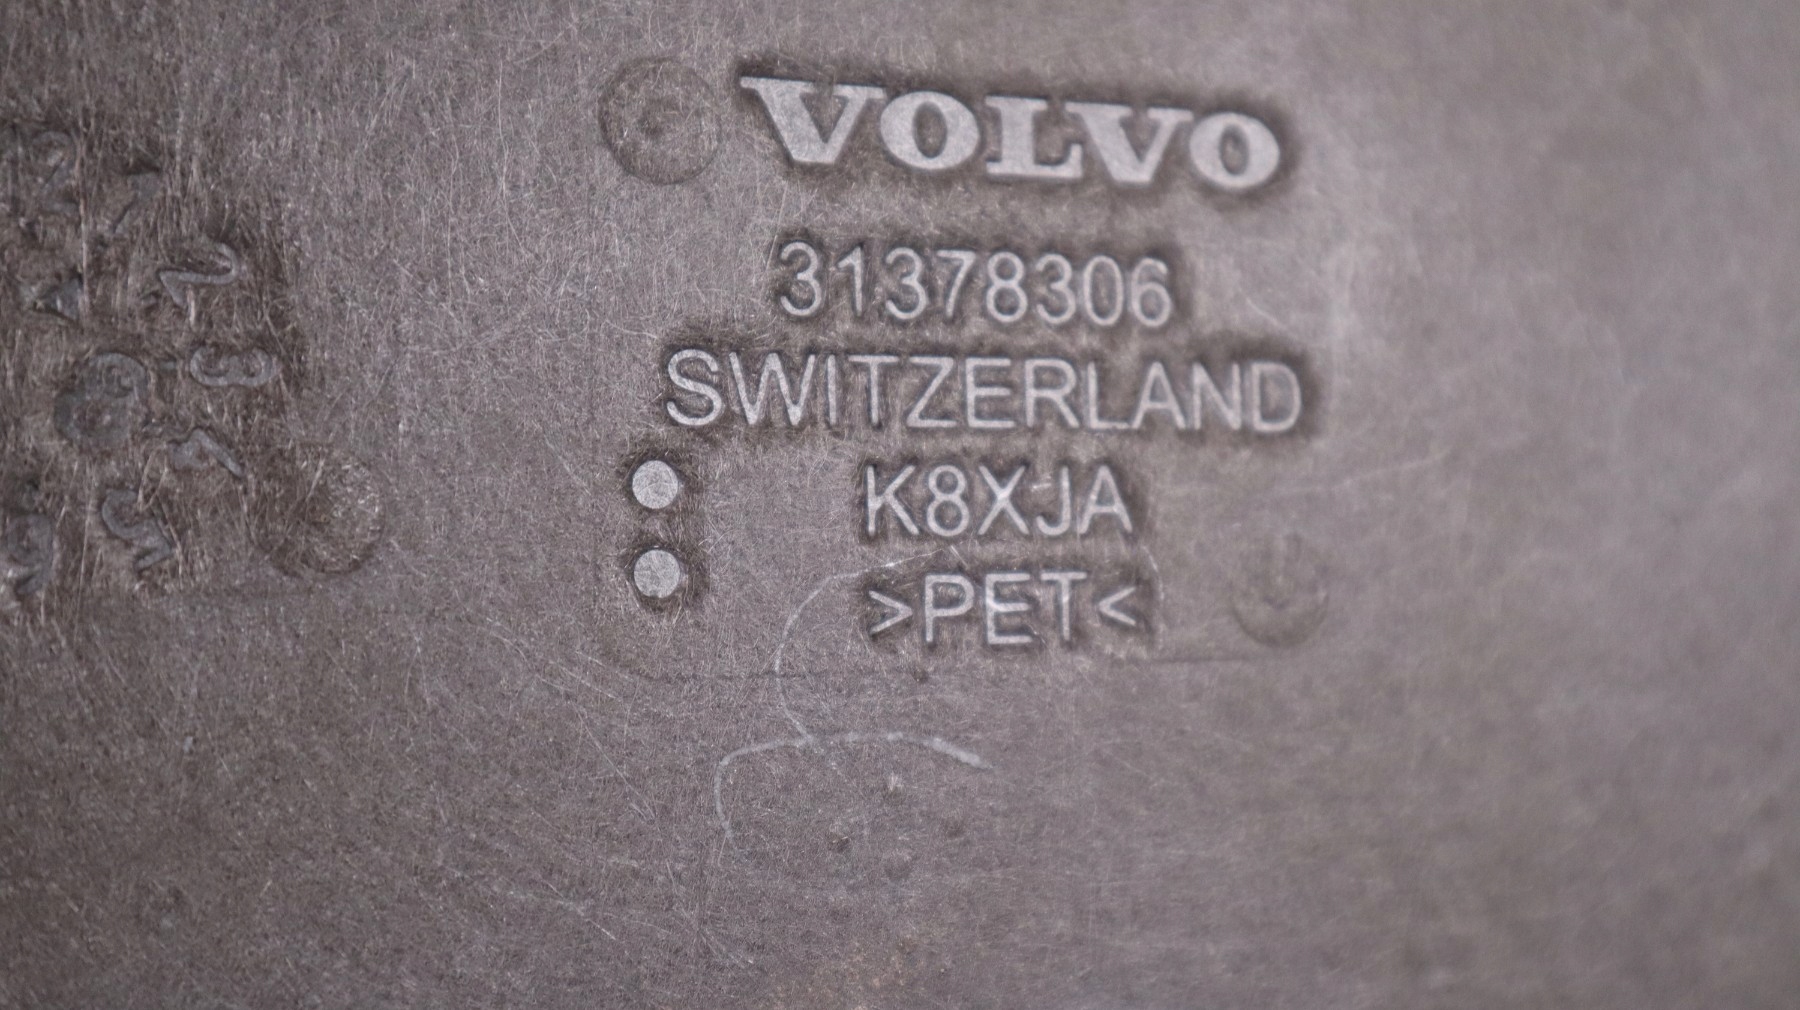 VOLVO
31378306
SWITZERLAND
K8XJA
>PET<